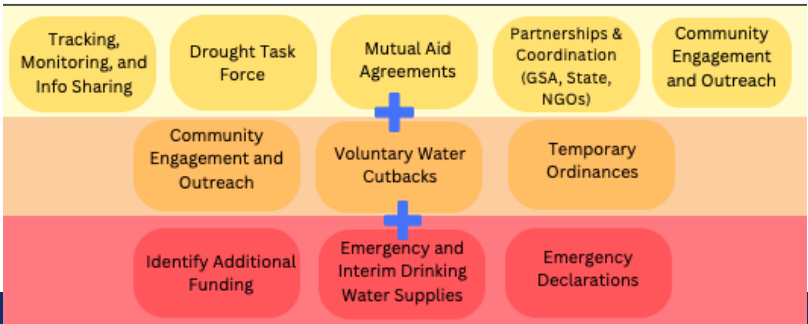 Tracking,
Monitoring, and
Info Sharing
Drought Task
Force
Mutual Aid
Agreements
Partnerships &
Coordination
(GSA, State,
NGOs)
Community
Engagement
and Outreach
Community
Engagement and
Outreach
Voluntary Water
Cutbacks
Temporary
Ordinances
Identify Additional
Funding
Emergency and
Interim Drinking
Water Supplies
Emergency
Declarations